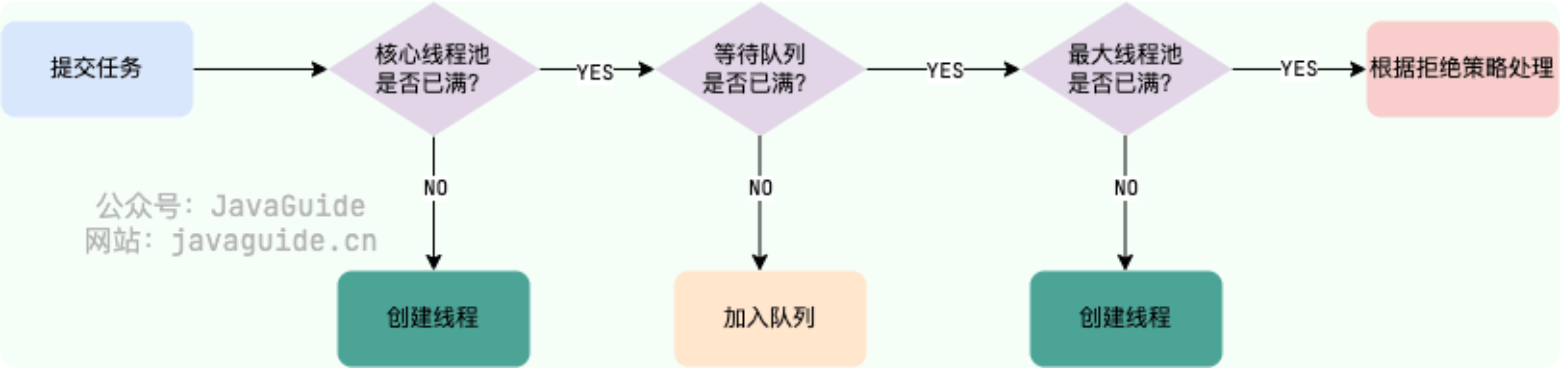 提交任务
核心线程池
是否已满?
YES
等待队列
是否已满?
YES
最大线程池
是否已满?
YES
根据拒绝策略处理
NO
NO
NO
公众号：JavaGuide
网站：javaguide.cn
创建线程
加入队列
创建线程